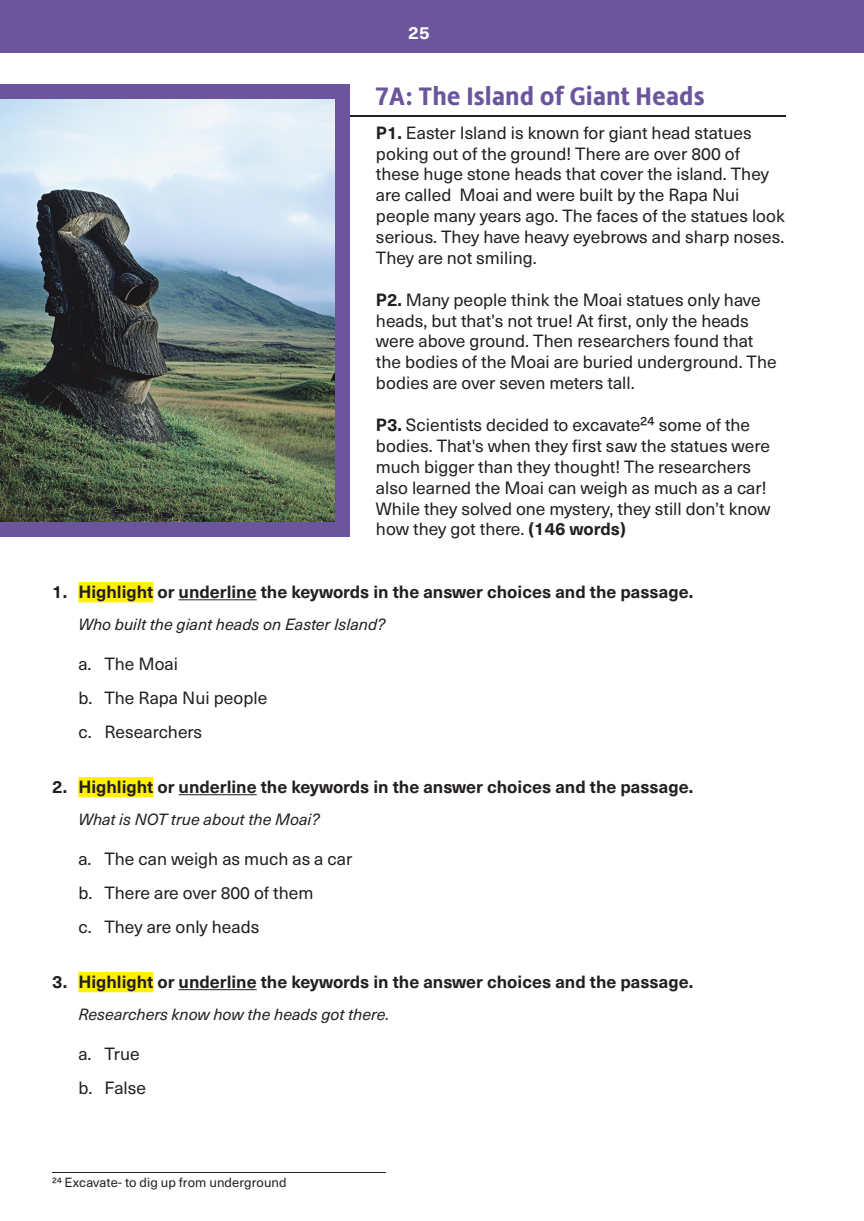 25
7A: The Island of Giant Heads
P1. Easter Island is known for giant head statues
poking out of the ground! There are over 800 of
these huge stone heads that cover the island. They
are called  Moai and were built by the Rapa Nui
people many years ago. The faces of the statues look
serious. They have heavy eyebrows and sharp noses.
They are not smiling.
P2. Many people think the Moai statues only have
heads, but that's not true! At first, only the heads
were above ground. Then researchers found that
the bodies of the Moai are buried underground. The
bodies are over seven meters tall.
P3. Scientists decided to excavate²⁴ some of the
bodies. That's when they first saw the statues were
much bigger than they thought! The researchers
also learned the Moai can weigh as much as a car!
While they solved one mystery, they still don't know
how they got there. (146 words)
1. Highlight or underline the keywords in the answer choices and the passage.
Who built the giant heads on Easter Island?
a. The Moai
b. The Rapa Nui people
c. Researchers
2. Highlight or underline the keywords in the answer choices and the passage.
What is NOT true about the Moai?
a. The can weigh as much as a car
b. There are over 800 of them
c. They are only heads
3. Highlight or underline the keywords in the answer choices and the passage.
Researchers know how the heads got there.
a. True
b. False
²⁴ Excavate- to dig up from underground